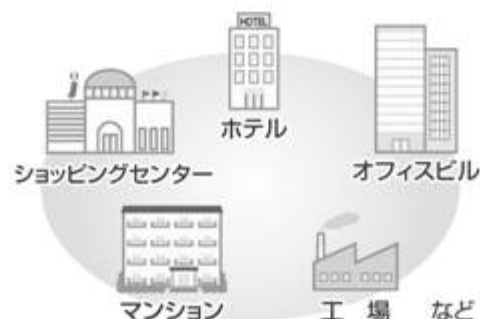 HOTEL
ホテル
ショッピングセンター
オフィスビル
マンション
工場 など